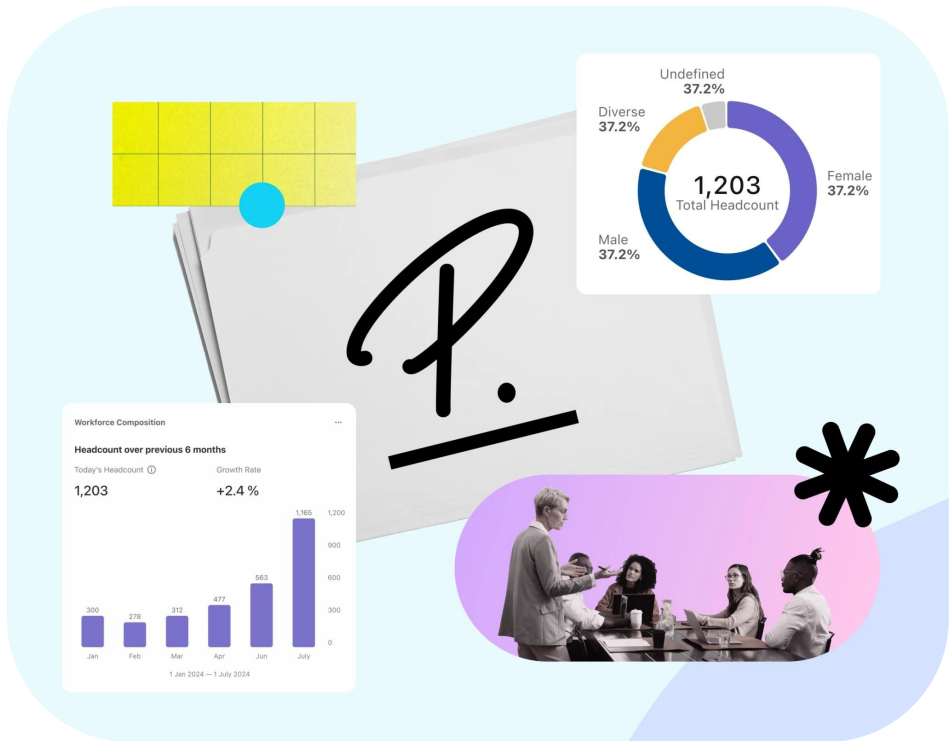 Undefined
37.2%
Diverse
37.2%
Female
37.2%
1,203
Total Headcount
Male
37.2%
P.
Workforce Composition
...
Headcount over previous 6 months
Today's Headcount ⓘ
Growth Rate
1,203
+2.4 %
1,165
1,200
900
600
563
477
300
278
312
300
0
Jan
Feb
Mar
Apr
Jun
July
1 Jan 2024 — 1 July 2024